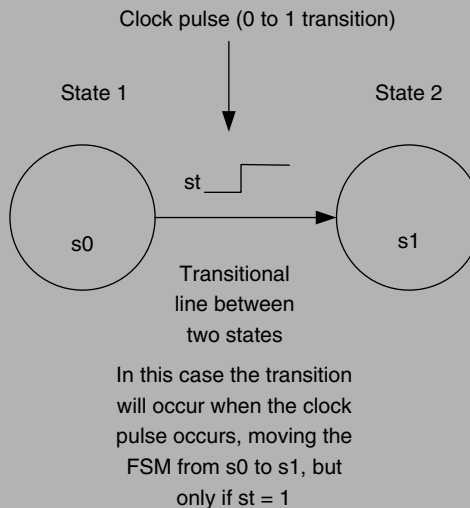 Clock pulse (0 to 1 transition)
State 1
State 2
st
s0
s1
Transitional
line between
two states
In this case the transition
will occur when the clock
pulse occurs, moving the
FSM from s0 to s1, but
only if st = 1